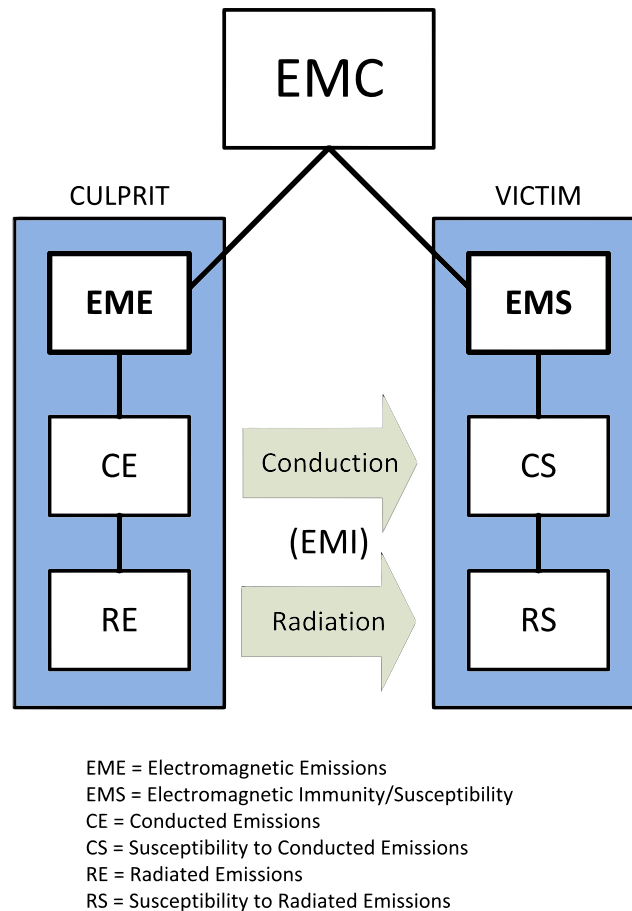 EMC
CULPRIT
VICTIM
EME
EMS
CE
Conduction
CS
(EMI)
RE
Radiation
RS
EME = Electromagnetic Emissions
EMS = Electromagnetic Immunity/Susceptibility
CE = Conducted Emissions
CS = Susceptibility to Conducted Emissions
RE = Radiated Emissions
RS = Susceptibility to Radiated Emissions